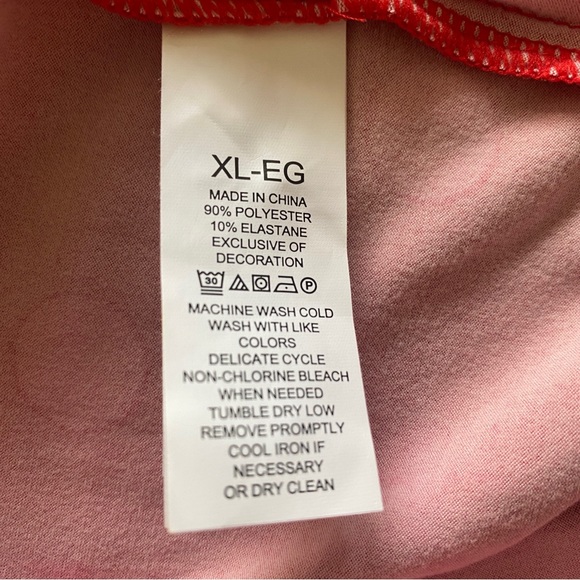 XL-EG
MADE IN CHINA
90% POLYESTER
10% ELASTANE
EXCLUSIVE OF
DECORATION
30 P
MACHINE WASH COLD
WASH WITH LIKE
COLORS
DELICATE CYCLE
NON-CHLORINE BLEACH
WHEN NEEDED
TUMBLE DRY LOW
REMOVE PROMPTLY
COOL IRON IF
NECESSARY
OR DRY CLEAN